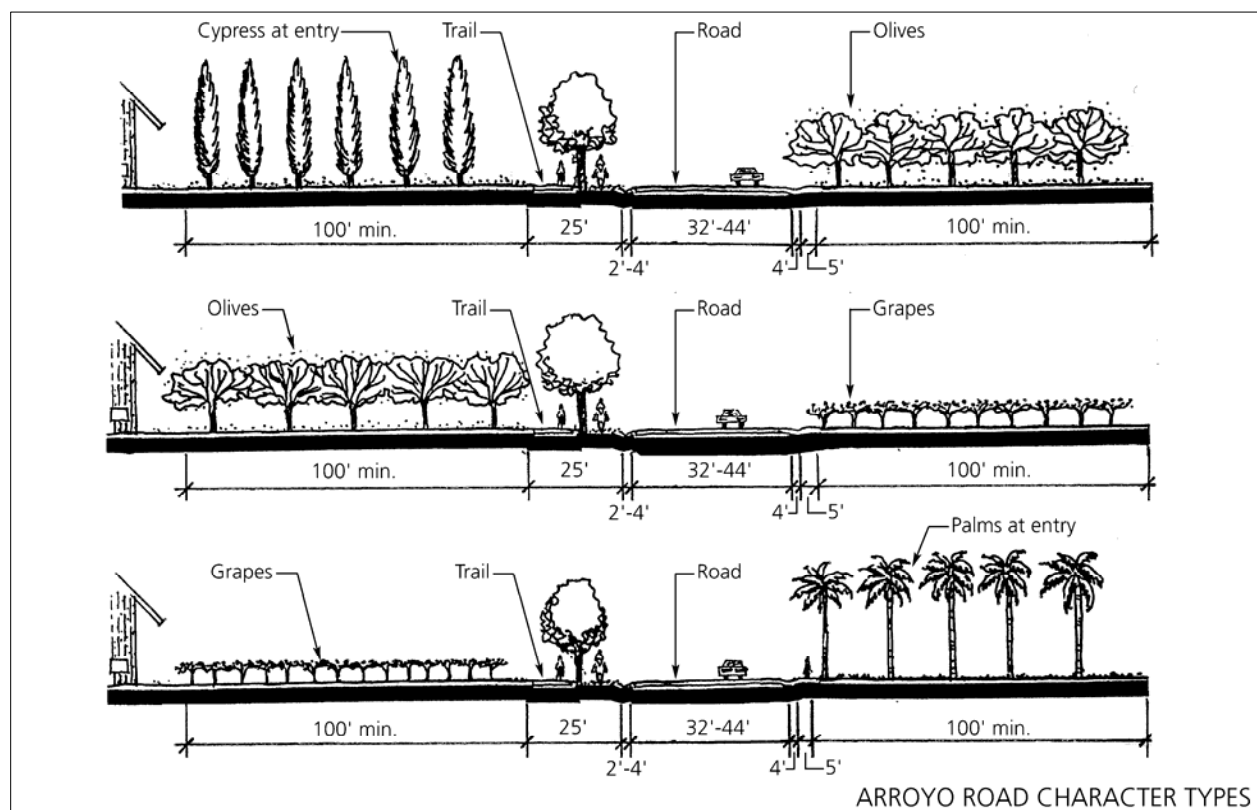 Cypress at entry Trail Road Olives
100' min. 25' 32'-44' 100' min.
2'-4' 4' 5'
Olives Trail Road Grapes
100' min. 25' 32'-44' 100' min.
2'-4' 4' 5'
Palms at entry
Grapes Trail Road
100' min. 25' 32'-44' 100' min.
2'-4' 4' 5'
ARROYO ROAD CHARACTER TYPES